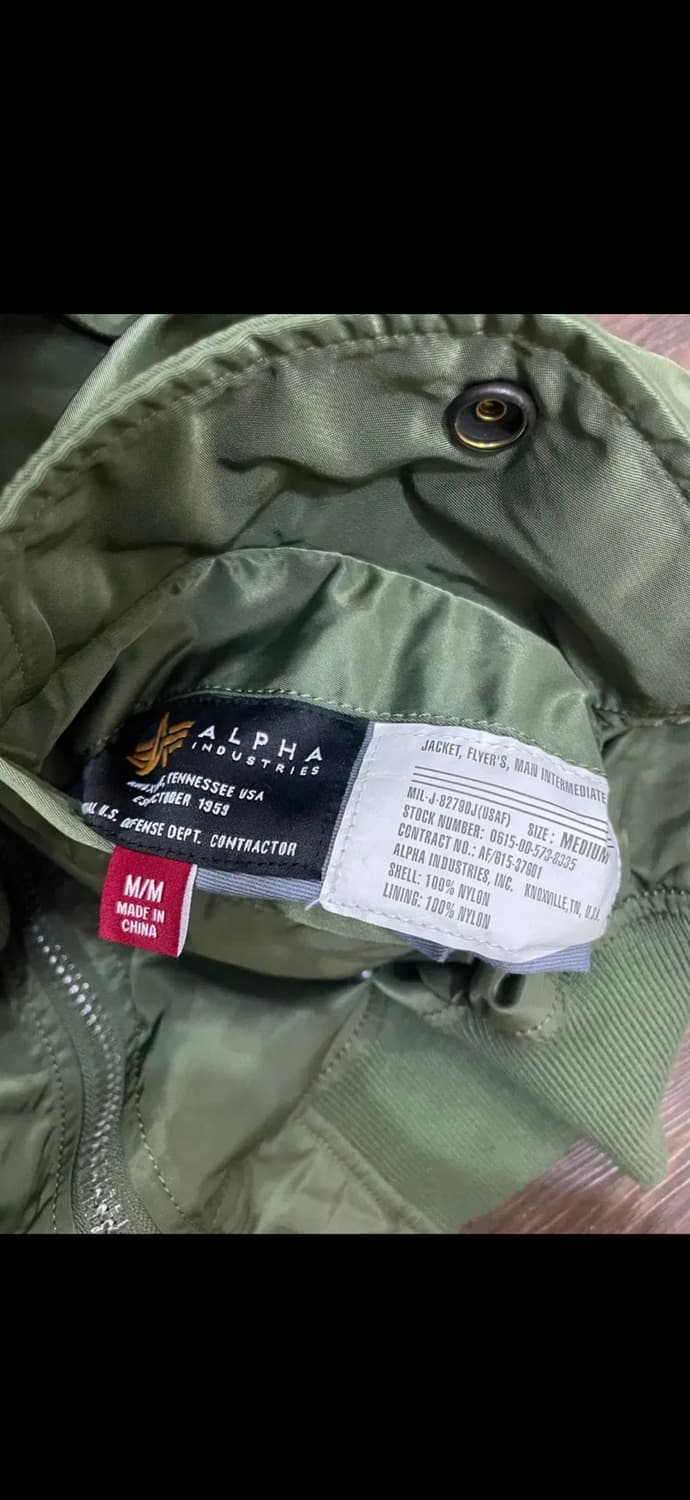 ALPHA
INDUSTRIES
TENNESSEE USA
OCTOBER 1959
U.S. DEFENSE DEPT. CONTRACTOR
M/M
MADE IN
CHINA
JACKET, FLYER'S, MAN INTERMEDIATE
MIL-J-82790J(USAF) SIZE: MEDIUM
STOCK NUMBER: 0615-00-573-8335
CONTRACT NO.: AF/615-37801
ALPHA INDUSTRIES, INC. KNOXVILLE, TN, U.S.
SHELL: 100% NYLON
LINING: 100% NYLON